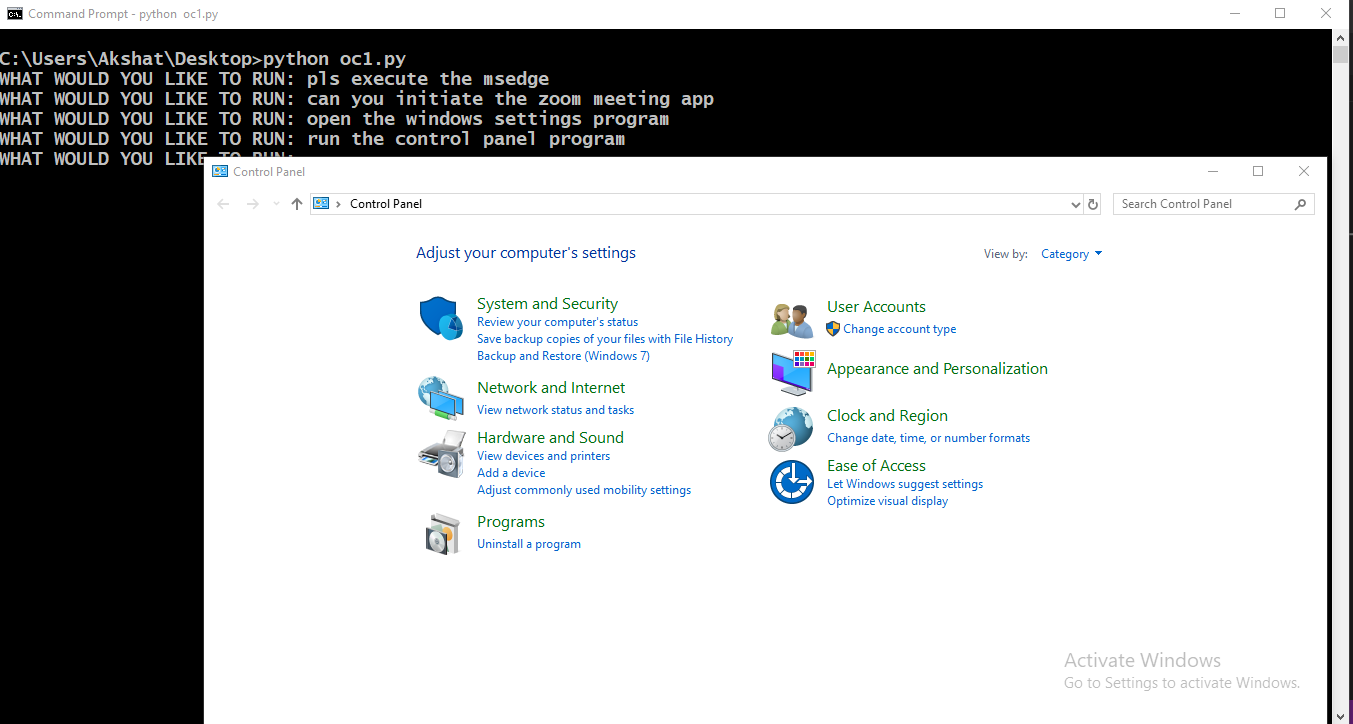 Command Prompt - python  oc1.py
C:\Users\Akshat\Desktop>python oc1.py
WHAT WOULD YOU LIKE TO RUN: pls execute the msedge
WHAT WOULD YOU LIKE TO RUN: can you initiate the zoom meeting app
WHAT WOULD YOU LIKE TO RUN: open the windows settings program
WHAT WOULD YOU LIKE TO RUN: run the control panel program
WHAT WOULD YOU LIKE TO RUN:
Control Panel
Control Panel
Search Control Panel
Adjust your computer's settings
View by: Category
System and Security
Review your computer's status
Save backup copies of your files with File History
Backup and Restore (Windows 7)
Network and Internet
View network status and tasks
Hardware and Sound
View devices and printers
Add a device
Adjust commonly used mobility settings
Programs
Uninstall a program
User Accounts
Change account type
Appearance and Personalization
Clock and Region
Change date, time, or number formats
Ease of Access
Let Windows suggest settings
Optimize visual display
Activate Windows
Go to Settings to activate Windows.